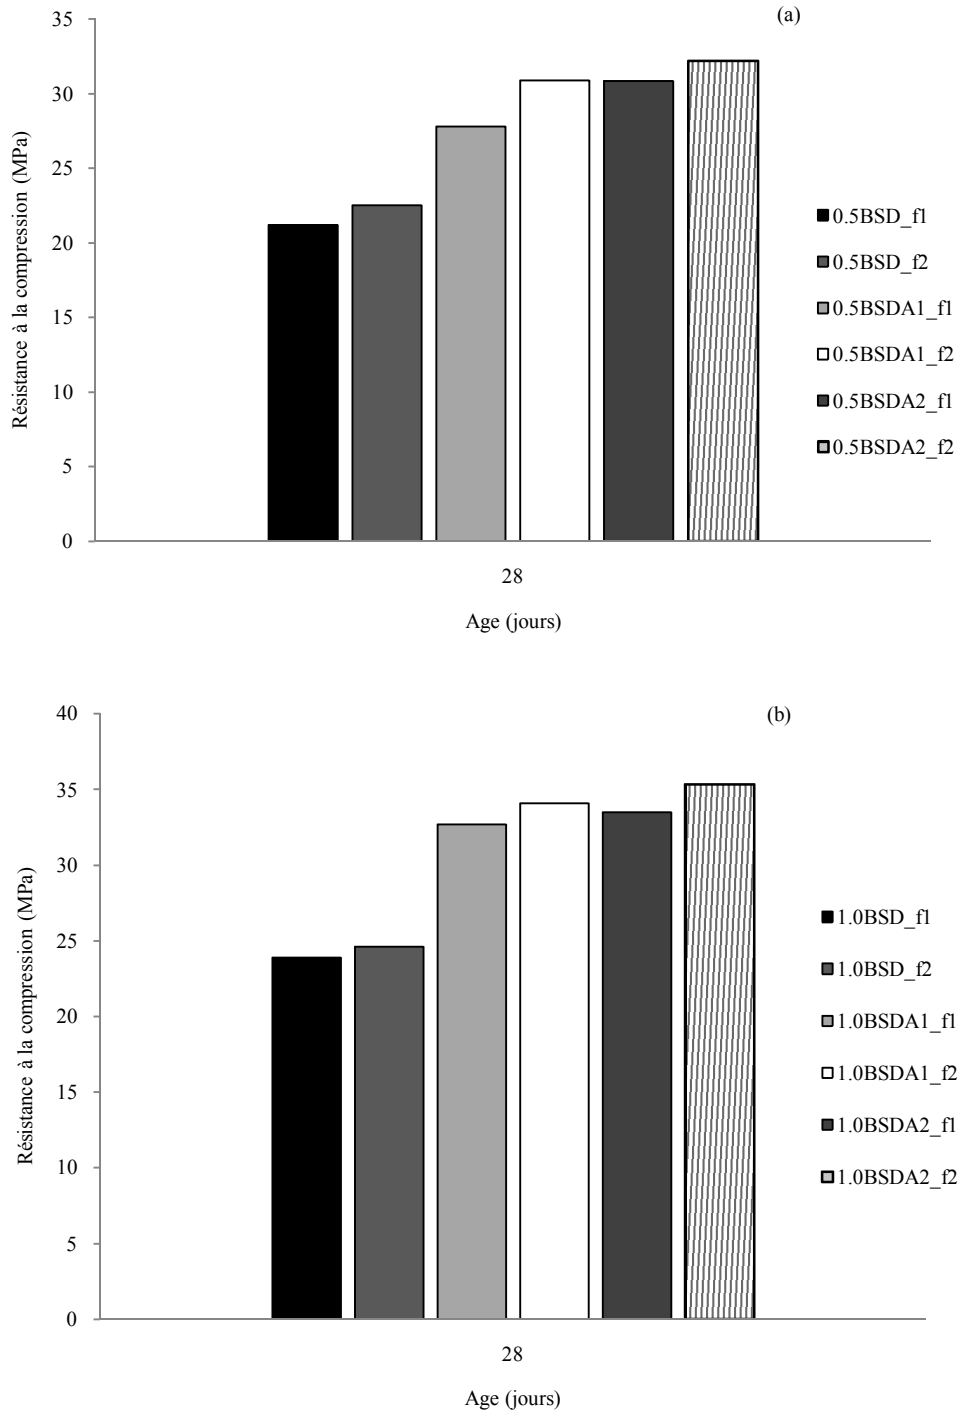 (a)
35
30
25
20
15
10
5
0
Résistance à la compression (MPa)
28
Age (jours)
0.5BSD_f1
0.5BSD_f2
0.5BSDA1_f1
0.5BSDA1_f2
0.5BSDA2_f1
0.5BSDA2_f2
(b)
40
35
30
25
20
15
10
5
0
Résistance à la compression (MPa)
28
Age (jours)
1.0BSD_f1
1.0BSD_f2
1.0BSDA1_f1
1.0BSDA1_f2
1.0BSDA2_f1
1.0BSDA2_f2